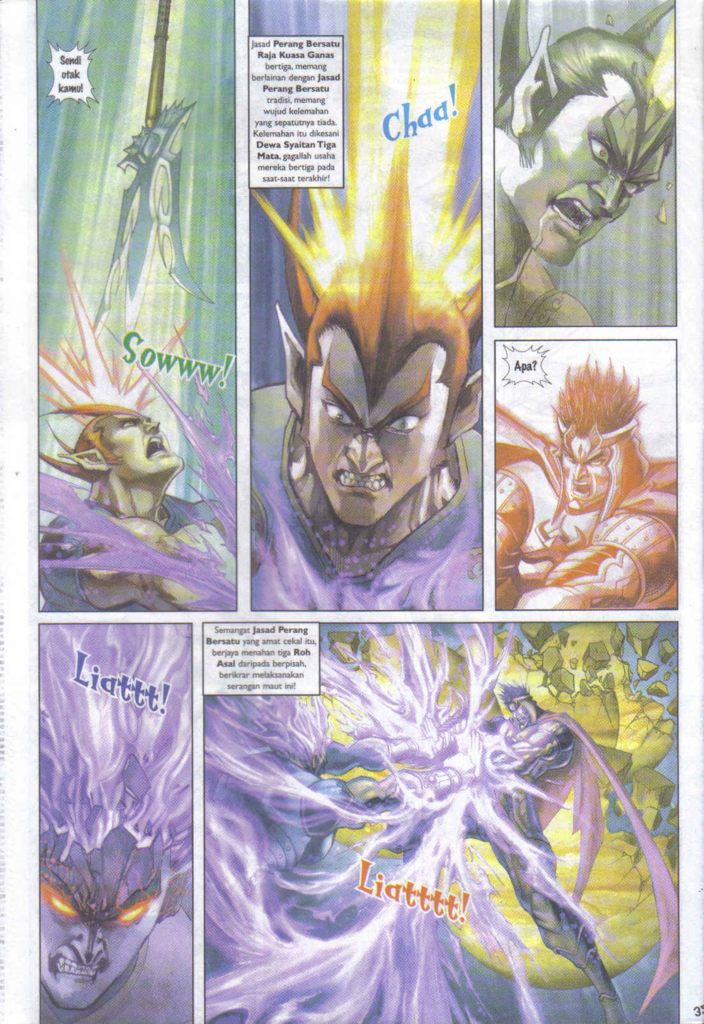 Sendi
otak
kamu!
Sowww!
Jasad Perang Bersatu
Raja Kuasa Ganas
bertiga, memang
berlainan dengan Jasad
Perang Bersatu
tradisi, memang
wujud kelemahan
yang sepatutnya tiada.
Kelemahan itu dikesani
Dewa Syaitan Tiga
Mata, gagallah usaha
mereka bertiga pada
saat-saat terakhir!
Chaa!
Apa?
Liattt!
Semangat Jasad Perang
Bersatu yang amat cekal itu,
berjaya menahan tiga Roh
Asal daripada berpisah,
berikrar melaksanakan
serangan maut ini!
Liatttt!